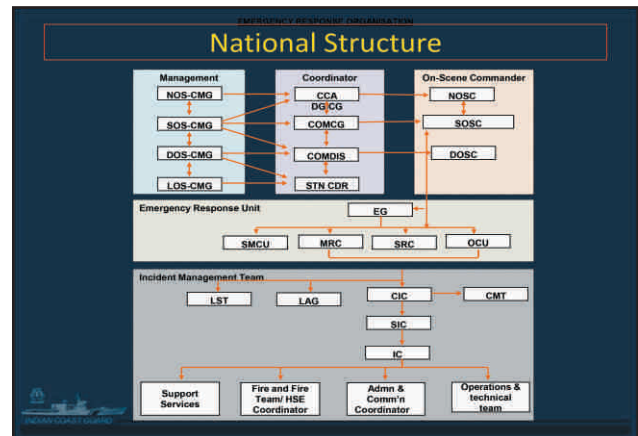 EMERGENCY RESPONSE ORGANISATION
National Structure
Management
Coordinator
On-Scene Commander
NOS-CMG
CCA
DG CG
NOSC
SOS-CMG
COMCG
SOSC
DOS-CMG
COMDIS
DOSC
LOS-CMG
STN CDR
Emergency Response Unit
EG
SMCU
MRC
SRC
OCU
Incident Management Team
LST
LAG
CIC
CMT
SIC
IC
Support
Services
Fire and Fire
Team/ HSE
Coordinator
Admn &
Comm'n
Coordinator
Operations &
technical
team
INDIAN COAST GUARD